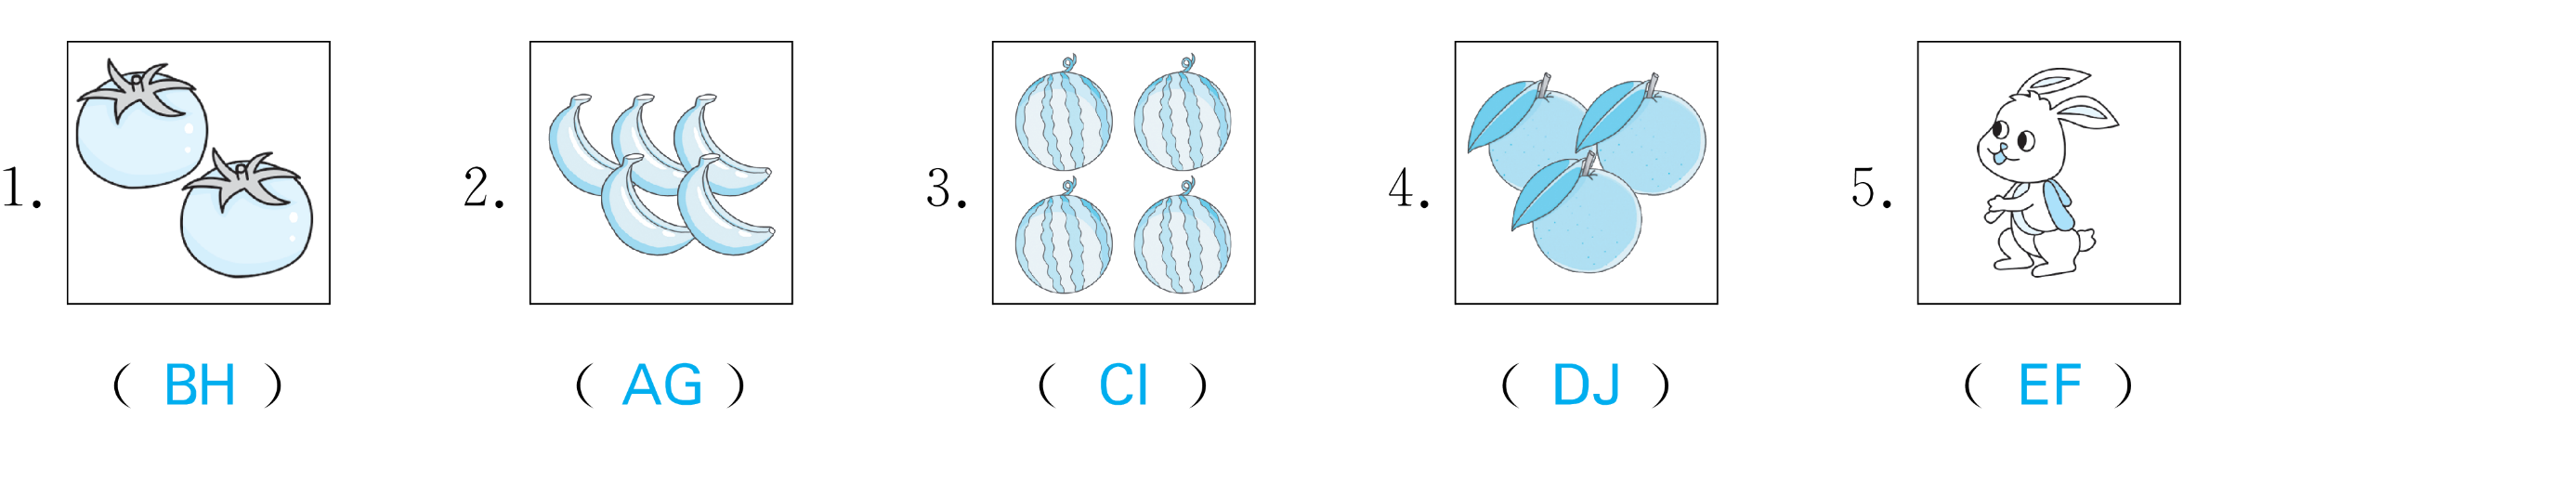 1. 2. 3. 4. 5.
( BH ) ( AG ) ( CI ) ( DJ ) ( EF )